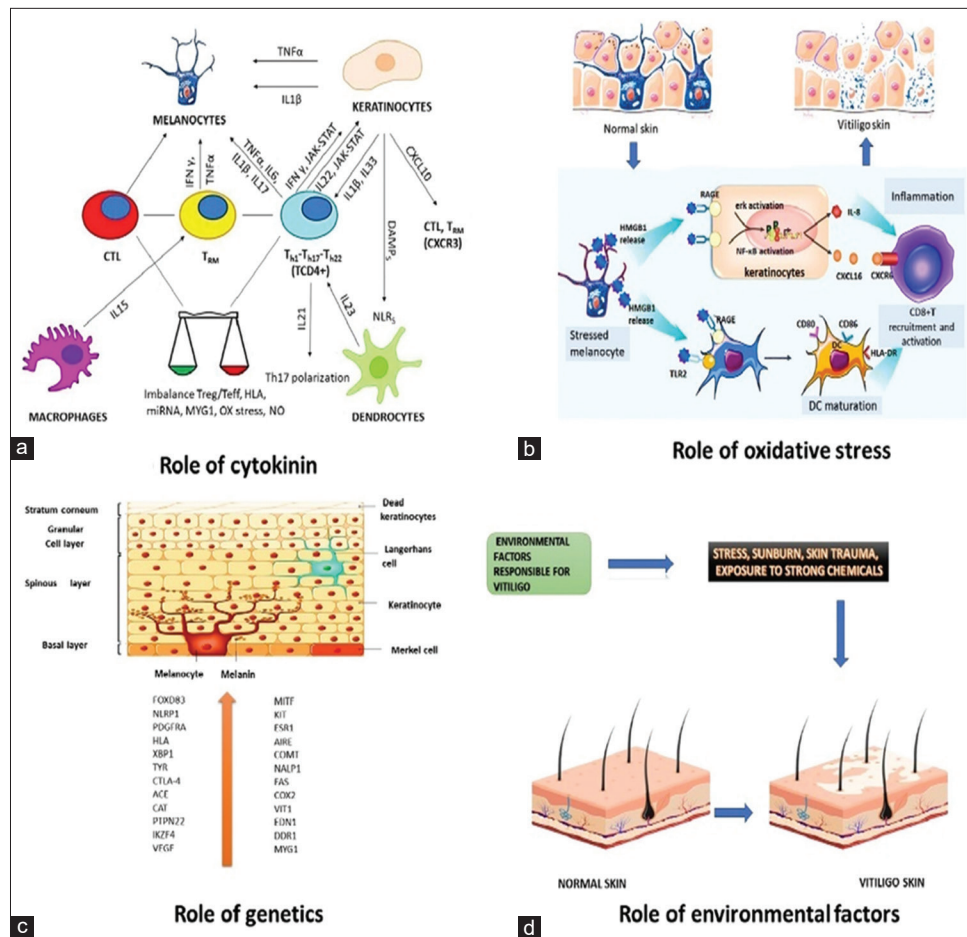 TNFα
IL1β
MELANOCYTES
KERATINOCYTES
IFN γ,
TNFα
TNFα, IL6,
IL1β, IL17
IFN γ, JAK-STAT
IL22, JAK-STAT
IL1β, IL33
CXCL10
DAMPS
CTL, TRM
(CXCR3)
CTL
TRM
Th1-Th17-Th22
(TCD4+)
IL15
IL21
IL23
NLRS
Th17 polarization
MACROPHAGES
Imbalance Treg/Teff, HLA,
miRNA, MYG1, OX stress, NO
DENDROCYTES
a
Role of cytokinin
Normal skin
Vitiligo skin
RAGE
erk activation
NF-κB activation
keratinocytes
IL-8
Inflammation
CXCL16
CXCR6
HMGB1
release
HMGB1
release
Stressed
melanocyte
CD8+T
recruitment and
activation
RAGE
TLR2
CD80
CD86
DC
HLA-DR
DC maturation
b
Role of oxidative stress
Stratum corneum
Granular
Cell layer
Spinous layer
Basal layer
Dead
keratinocytes
Langerhans
cell
Keratinocyte
Merkel cell
Melanocyte
Melanin
FOXDB3
NLRP1
PDGFRA
HLA
XBP1
TYR
CTLA-4
ACE
CAT
PTPN22
IKZF4
VEGF
MITF
KIT
ESR1
AIRE
COMT
NALP1
FAS
COX2
VIT1
EDN1
DDR1
MYG1
c
Role of genetics
ENVIRONMENTAL
FACTORS
RESPONSIBLE FOR
VITILIGO
STRESS, SUNBURN, SKIN TRAUMA,
EXPOSURE TO STRONG CHEMICALS
NORMAL SKIN
VITILIGO SKIN
d
Role of environmental factors